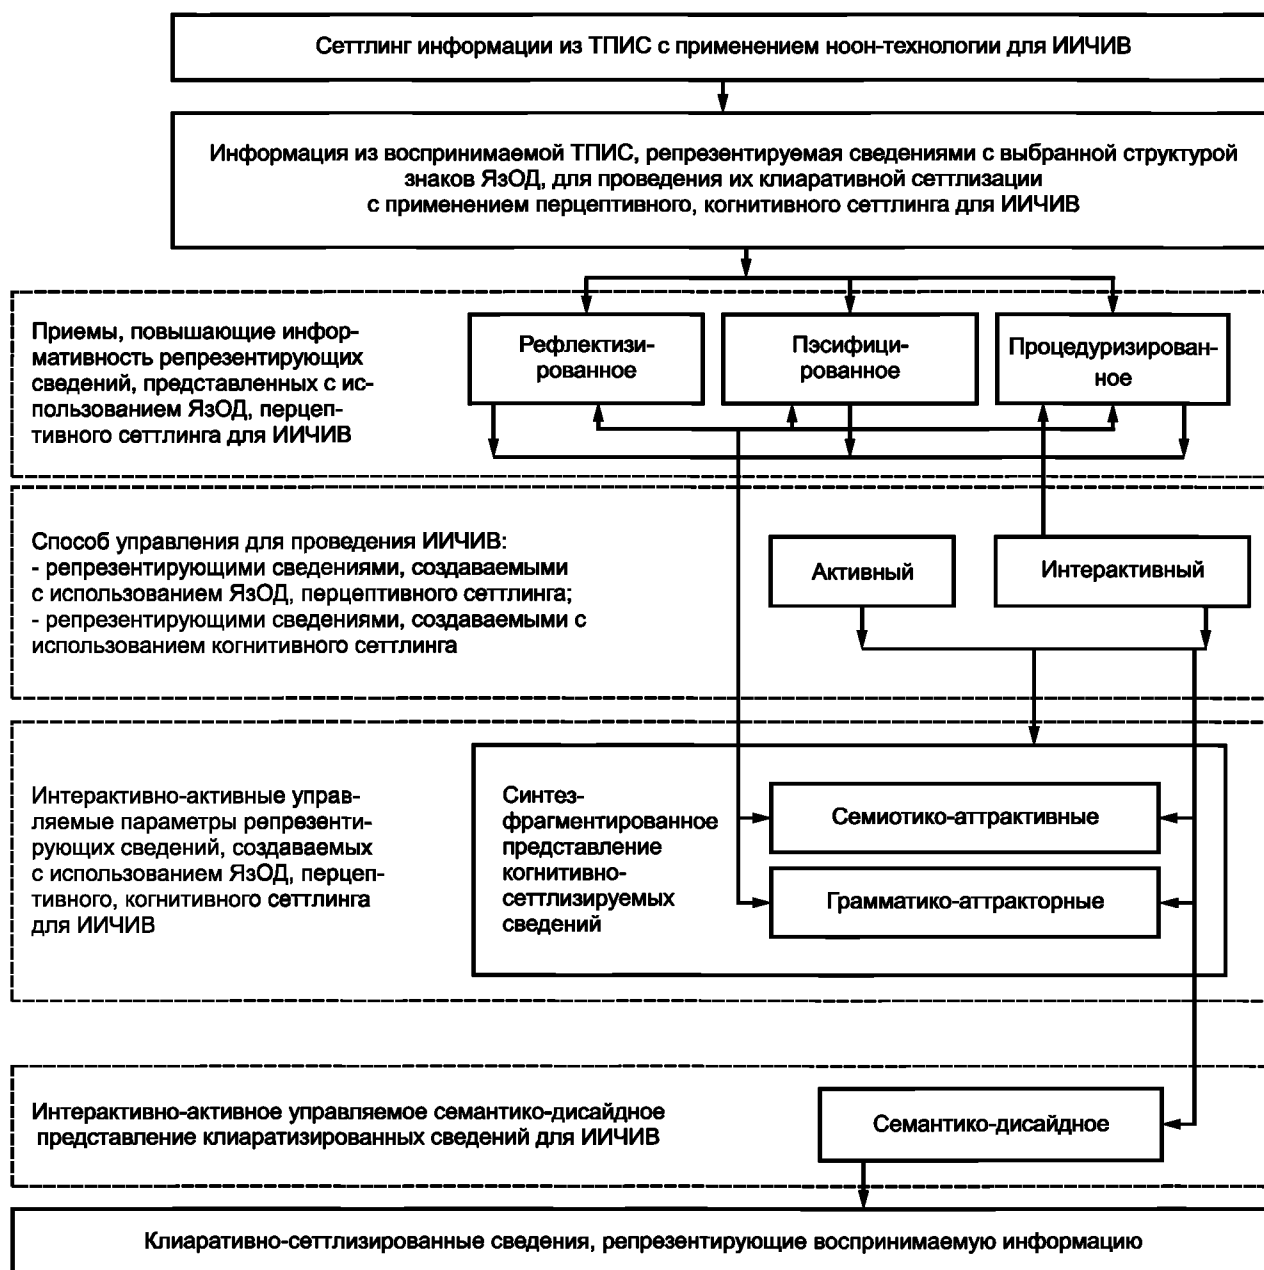 Сеттлинг информации из ТПИС с применением ноон-технологии для ИИЧИВ
Информация из воспринимаемой ТПИС, репрезентируемая сведениями с выбранной структурой
знаков ЯзОД, для проведения их клиаративной сеттлизации
с применением перцептивного, когнитивного сеттлинга для ИИЧИВ
Приемы, повышающие инфор-
мативность репрезентирующих
сведений, представленных с ис-
пользованием ЯзОД, перцеп-
тивного сеттлинга для ИИЧИВ
Рефлектизи-
рованное
Пэсифици-
рованное
Процедуризирован-
ное
Способ управления для проведения ИИЧИВ:
- репрезентирующими сведениями, создаваемыми
с использованием ЯзОД, перцептивного сеттлинга;
- репрезентирующими сведениями, создаваемыми с
использованием когнитивного сеттлинга
Активный
Интерактивный
Интерактивно-активные управ-
ляемые параметры репрезенти-
рующих сведений, создаваемых
с использованием ЯзОД, перцеп-
тивного, когнитивного сеттлинга
для ИИЧИВ
Синтез-
фрагментированное
представление
когнитивно-
сеттлизируемых
сведений
Семиотико-аттрактивные
Грамматико-аттракторные
Интерактивно-активное управляемое семантико-дисайдное
представление клиаратизированных сведений для ИИЧИВ
Семантико-дисайдное
Клиаративно-сеттлизированные сведения, репрезентирующие воспринимаемую информацию